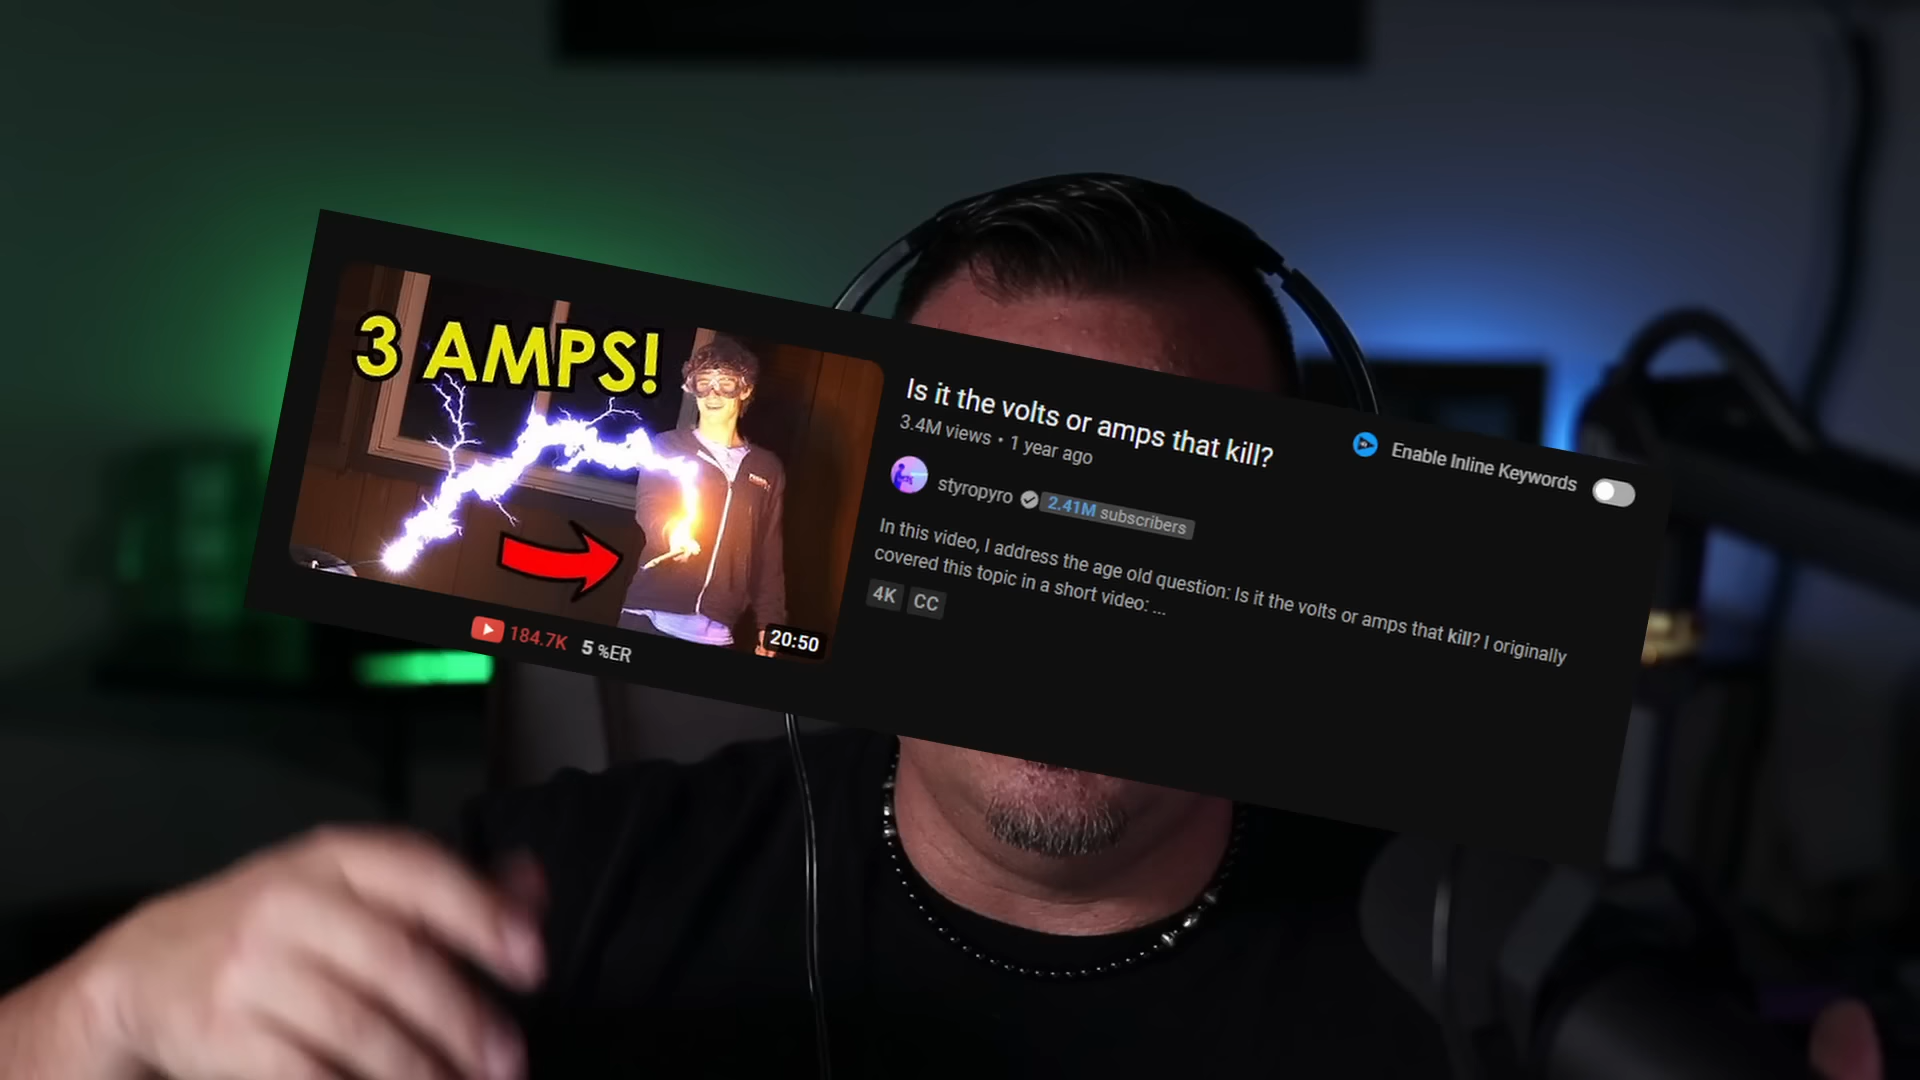 3 AMPS!
20:50
184.7K 5 %ER
Is it the volts or amps that kill?
3.4M views • 1 year ago
Enable Inline Keywords
styropyro 2.41M subscribers
In this video, I address the age old question: Is it the volts or amps that kill? I originally
covered this topic in a short video: ...
4K CC